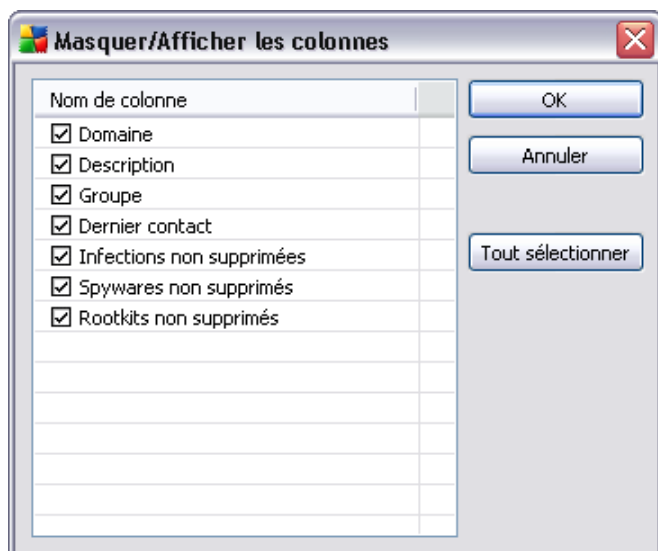 Masquer/Afficher les colonnes
Nom de colonne
Domaine
Description
Groupe
Dernier contact
Infections non supprimées
Spywares non supprimés
Rootkits non supprimés
OK
Annuler
Tout sélectionner